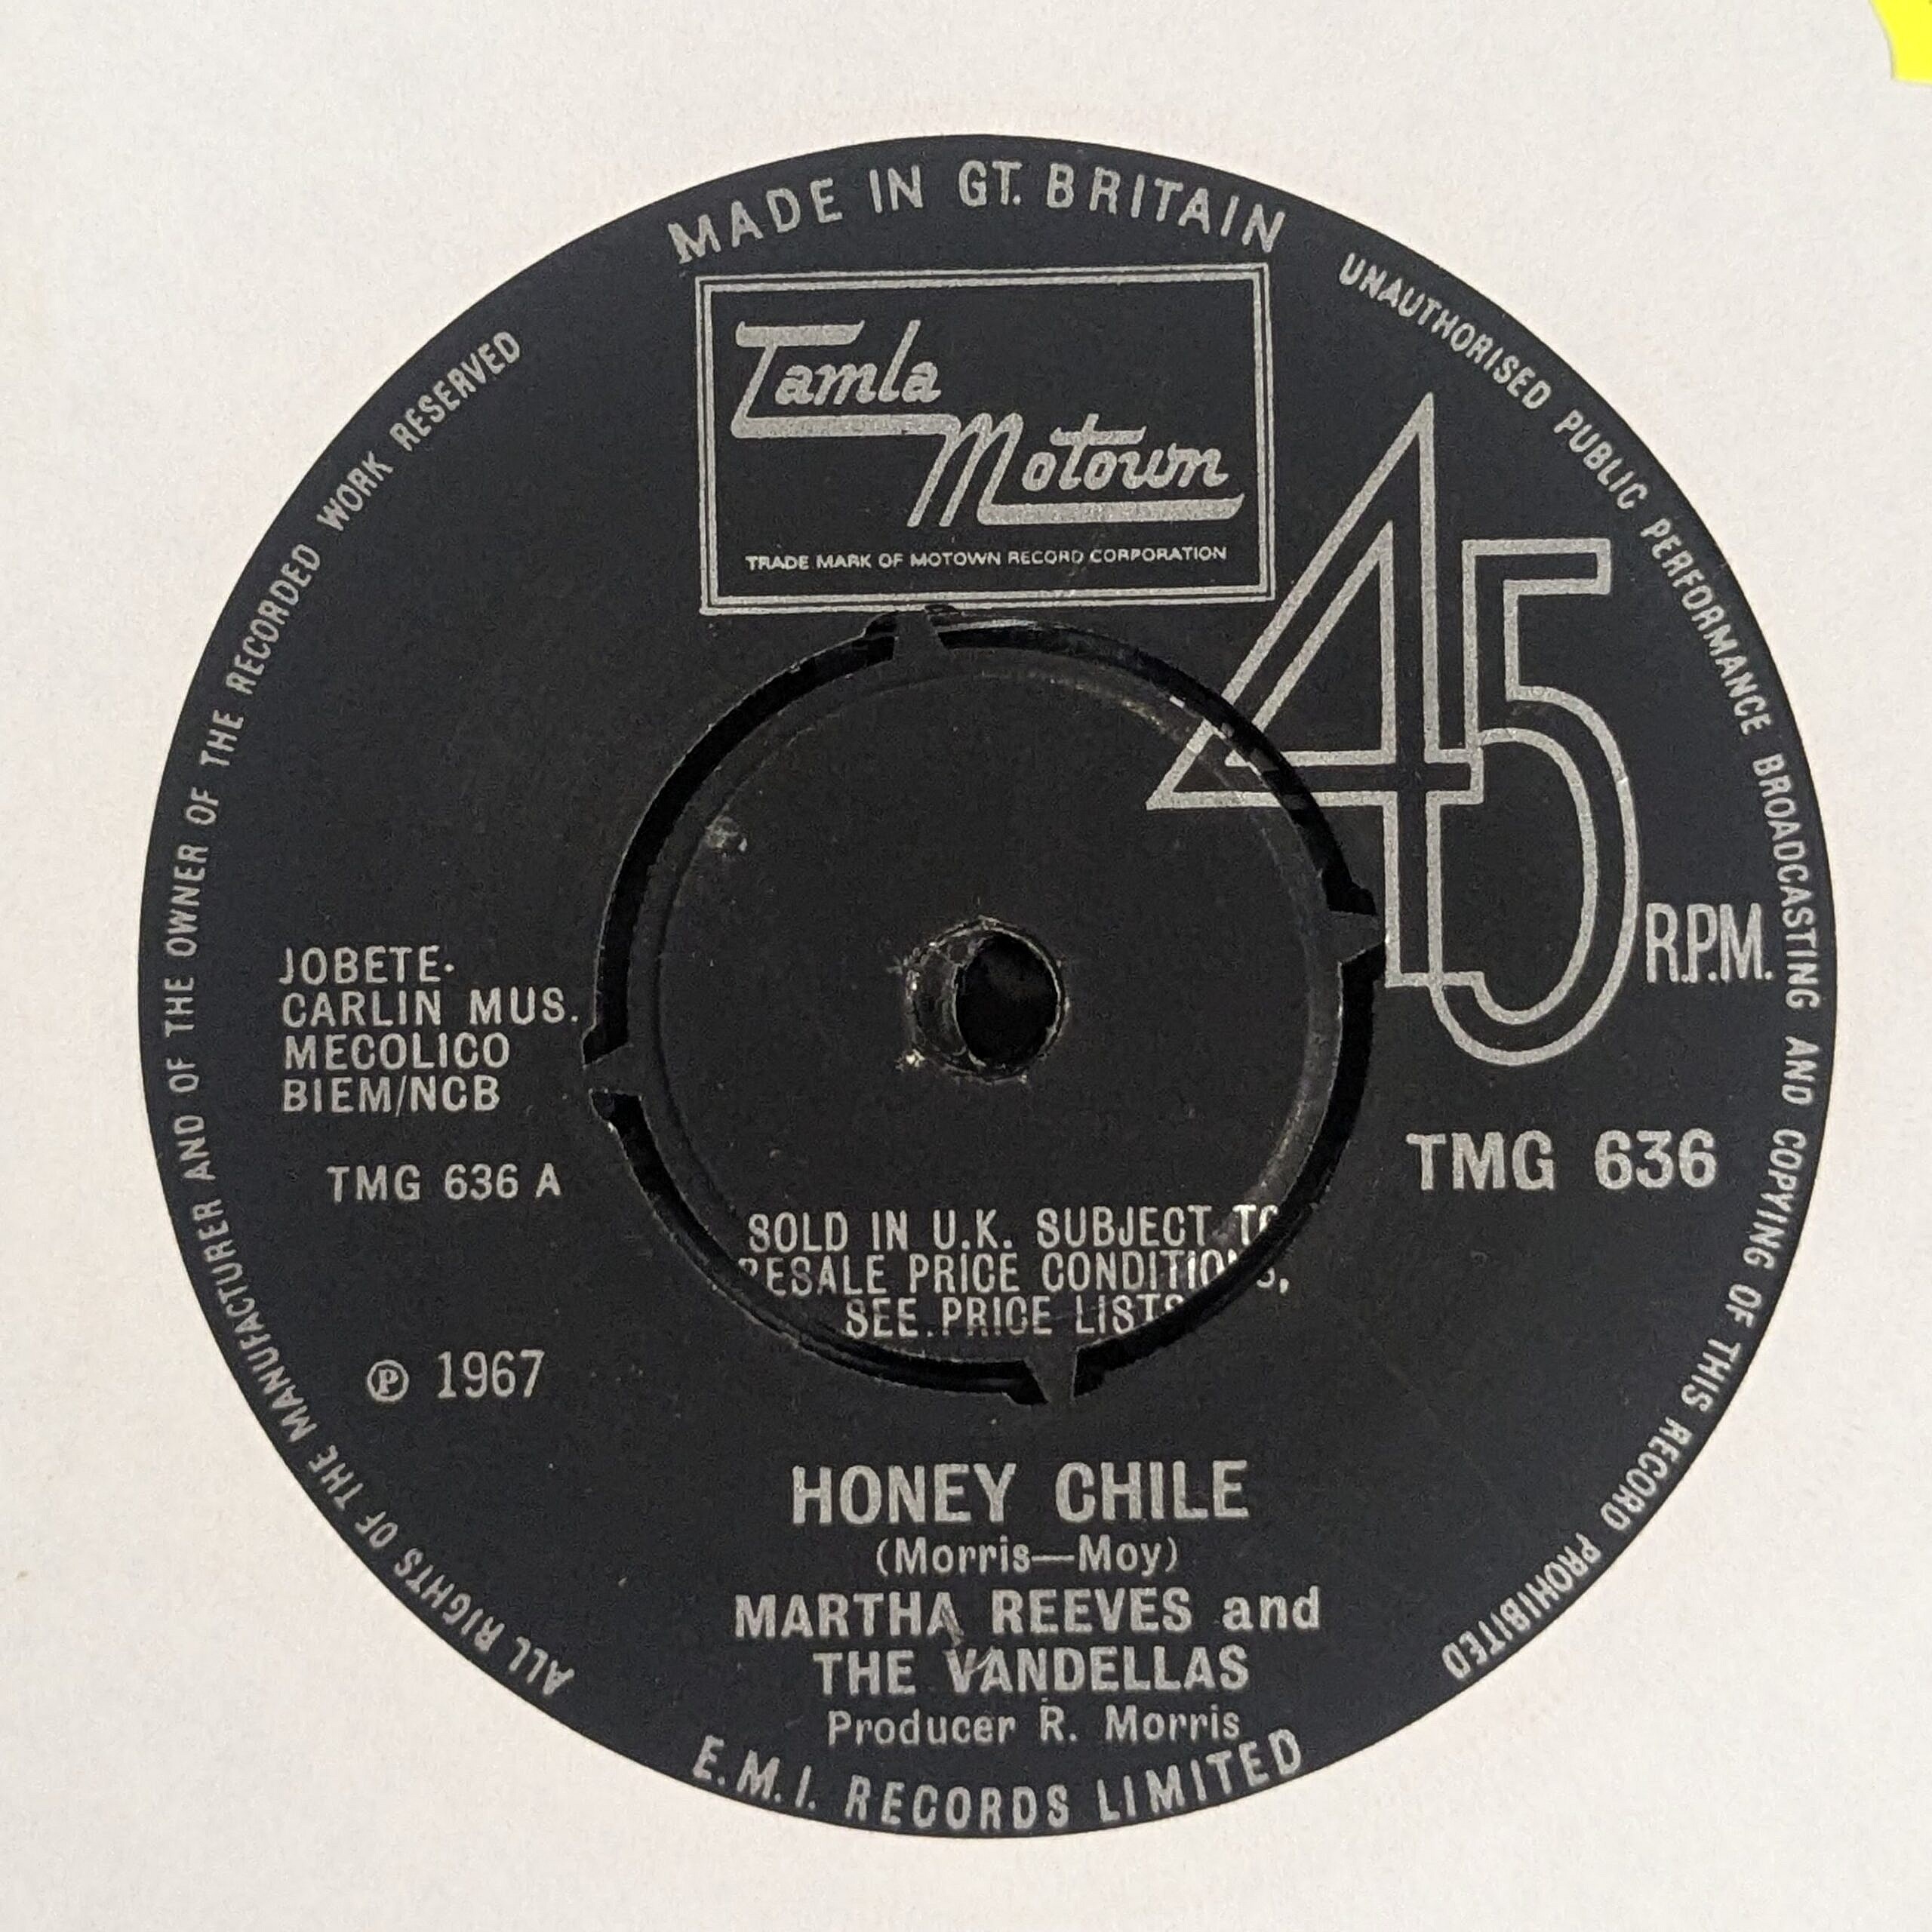 MADE IN GT. BRITAIN
UNAUTHORISED PUBLIC PERFORMANCE BROADCASTING AND COPYING OF THIS RECORD PROHIBITED
ALL RIGHTS OF THE MANUFACTURER AND OF THE OWNER OF THE RECORDED WORK RESERVED
Tamla
Motown
TRADE MARK OF MOTOWN RECORD CORPORATION
45
R.P.M.
JOBETE-
CARLIN MUS.
MECOLICO
BIEM/NCB
TMG 636 A
TMG 636
SOLD IN U.K. SUBJECT TO
RESALE PRICE CONDITIONS,
SEE PRICE LISTS
℗ 1967
HONEY CHILE
(Morris—Moy)
MARTHA REEVES and
THE VANDELLAS
Producer R. Morris
E.M.I. RECORDS LIMITED